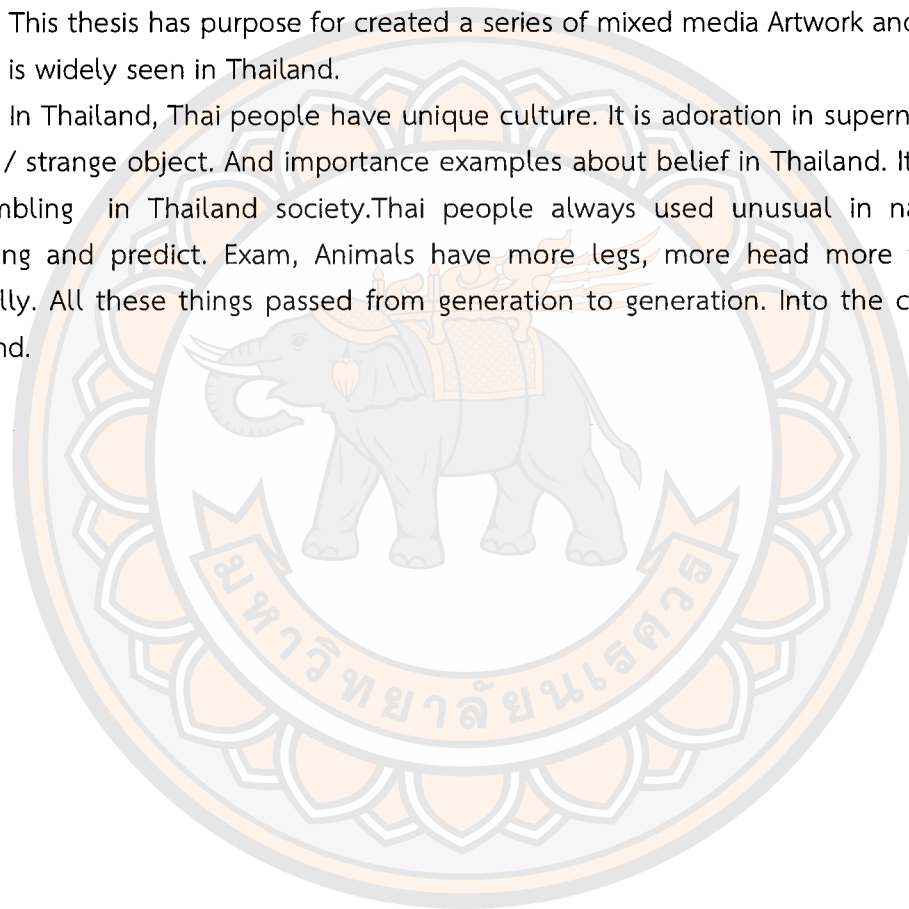 This thesis has purpose for created a series of mixed media Artwork and
is widely seen in Thailand.
In Thailand, Thai people have unique culture. It is adoration in supern
/ strange object. And importance examples about belief in Thailand. It
mbling in Thailand society.Thai people always used unusual in na
ng and predict. Exam, Animals have more legs, more head more
lly. All these things passed from generation to generation. Into the c
nd.
มหาวิทยาลัยนเรศวร